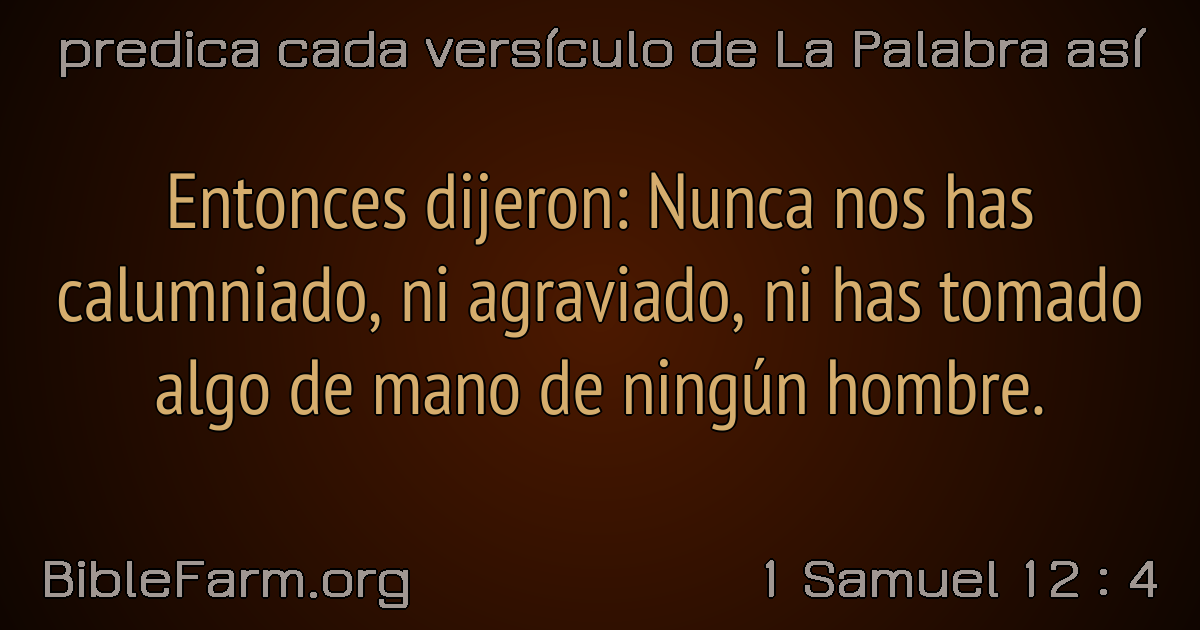 predica cada versículo de La Palabra así
Entonces dijeron: Nunca nos has
calumniado, ni agraviado, ni has tomado
algo de mano de ningún hombre.
BibleFarm.org
1 Samuel 12 : 4